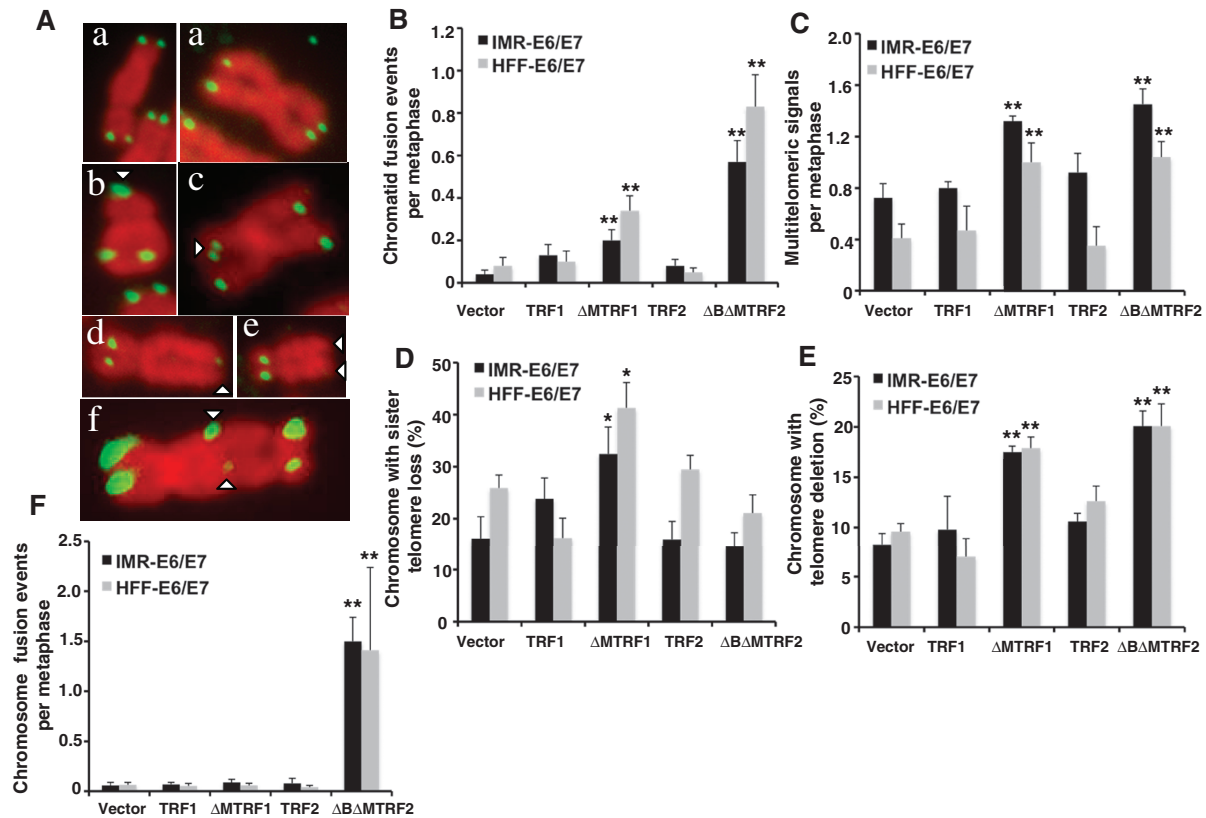 A
a
a
b
c
d
e
f
B
Chromatid fusion events
per metaphase
1.2
1.0
0.8
0.6
0.4
0.2
0
IMR-E6/E7
HFF-E6/E7
**
**
**
**
Vector TRF1 ΔMTRF1 TRF2 ΔBΔMTRF2
C
Multitelomeric signals
per metaphase
2.0
1.6
1.2
0.8
0.4
0
IMR-E6/E7
HFF-E6/E7
**
**
**
**
Vector TRF1 ΔMTRF1 TRF2 ΔBΔMTRF2
D
Chromosome with sister
telomere loss (%)
50
40
30
20
10
0
IMR-E6/E7
HFF-E6/E7
*
*
Vector TRF1 ΔMTRF1 TRF2 ΔBΔMTRF2
E
Chromosome with
telomere deletion (%)
25
20
15
10
5
0
IMR-E6/E7
HFF-E6/E7
** **
** **
Vector TRF1 ΔMTRF1 TRF2 ΔBΔMTRF2
F
Chromosome fusion events
per metaphase
2.5
2.0
1.5
1.0
0.5
0
IMR-E6/E7
HFF-E6/E7
**
**
Vector TRF1 ΔMTRF1 TRF2 ΔBΔMTRF2